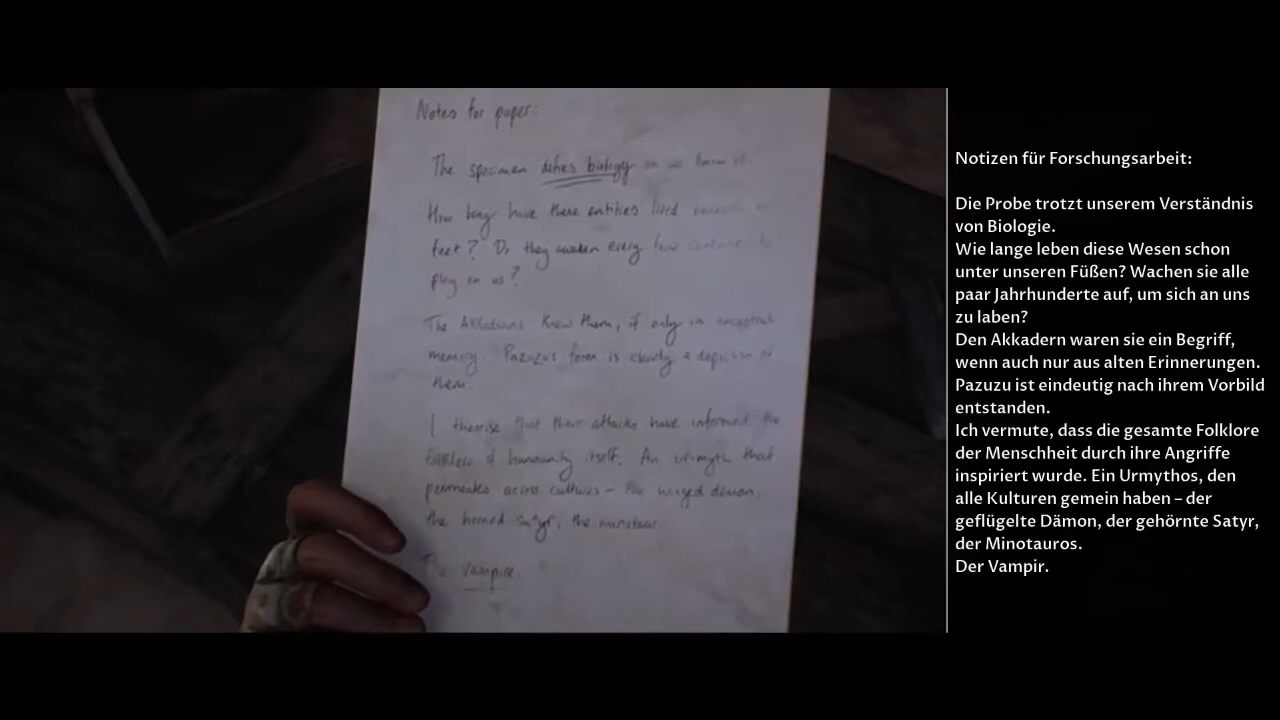 Notes for paper:
The specimen defies biology as we know it.
How long have these entities lived
feet? Do they awaken every few centuries to
prey on us?
The Akkadians knew them, if only in ancestral
memory. Pazuzus form is clearly a depiction of
them.
I theorise that their attacks have informed the
folklore of humanity itself. An ur-myth that
permeates across cultures – the winged demon,
the horned satyr, the minotaur.
vampire.
Notizen für Forschungsarbeit:
Die Probe trotzt unserem Verständnis
von Biologie.
Wie lange leben diese Wesen schon
unter unseren Füßen? Wachen sie alle
paar Jahrhunderte auf, um sich an uns
zu laben?
Den Akkadern waren sie ein Begriff,
wenn auch nur aus alten Erinnerungen.
Pazuzu ist eindeutig nach ihrem Vorbild
entstanden.
Ich vermute, dass die gesamte Folklore
der Menschheit durch ihre Angriffe
inspiriert wurde. Ein Urmythos, den
alle Kulturen gemein haben – der
geflügelte Dämon, der gehörnte Satyr,
der Minotauros.
Der Vampir.